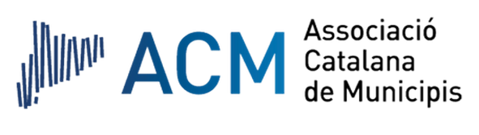 ACM
Associació
Catalana
de Municipis